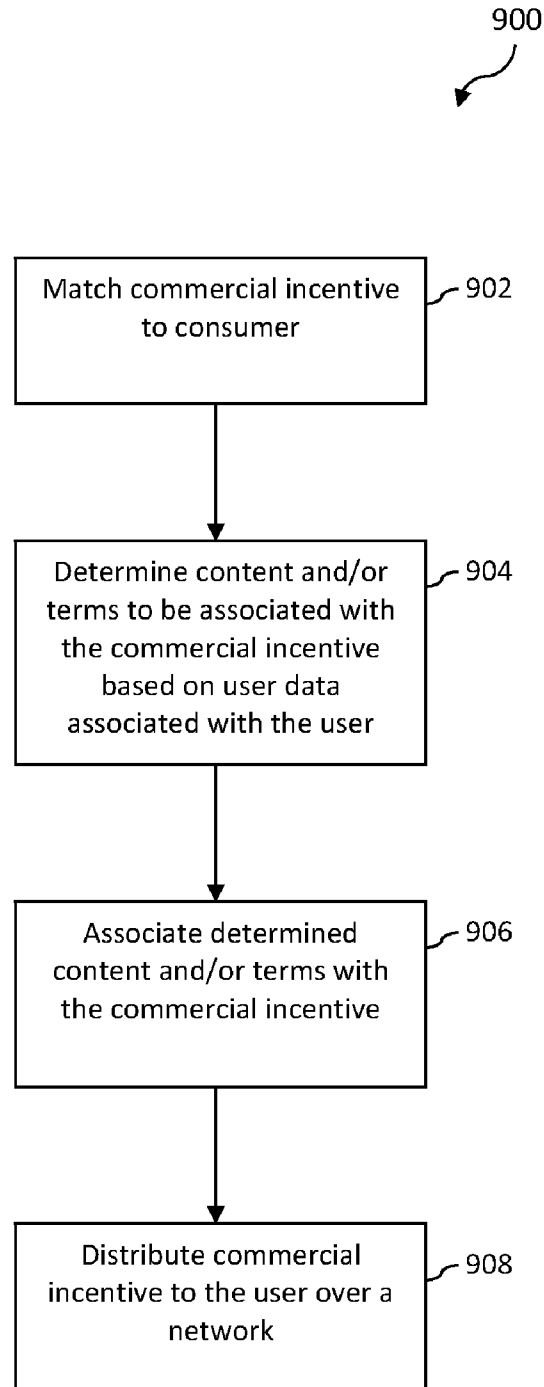 900
Match commercial incentive
to consumer
902
Determine content and/or
terms to be associated with
the commercial incentive
based on user data
associated with the user
904
Associate determined
content and/or terms with
the commercial incentive
906
Distribute commercial
incentive to the user over a
network
908